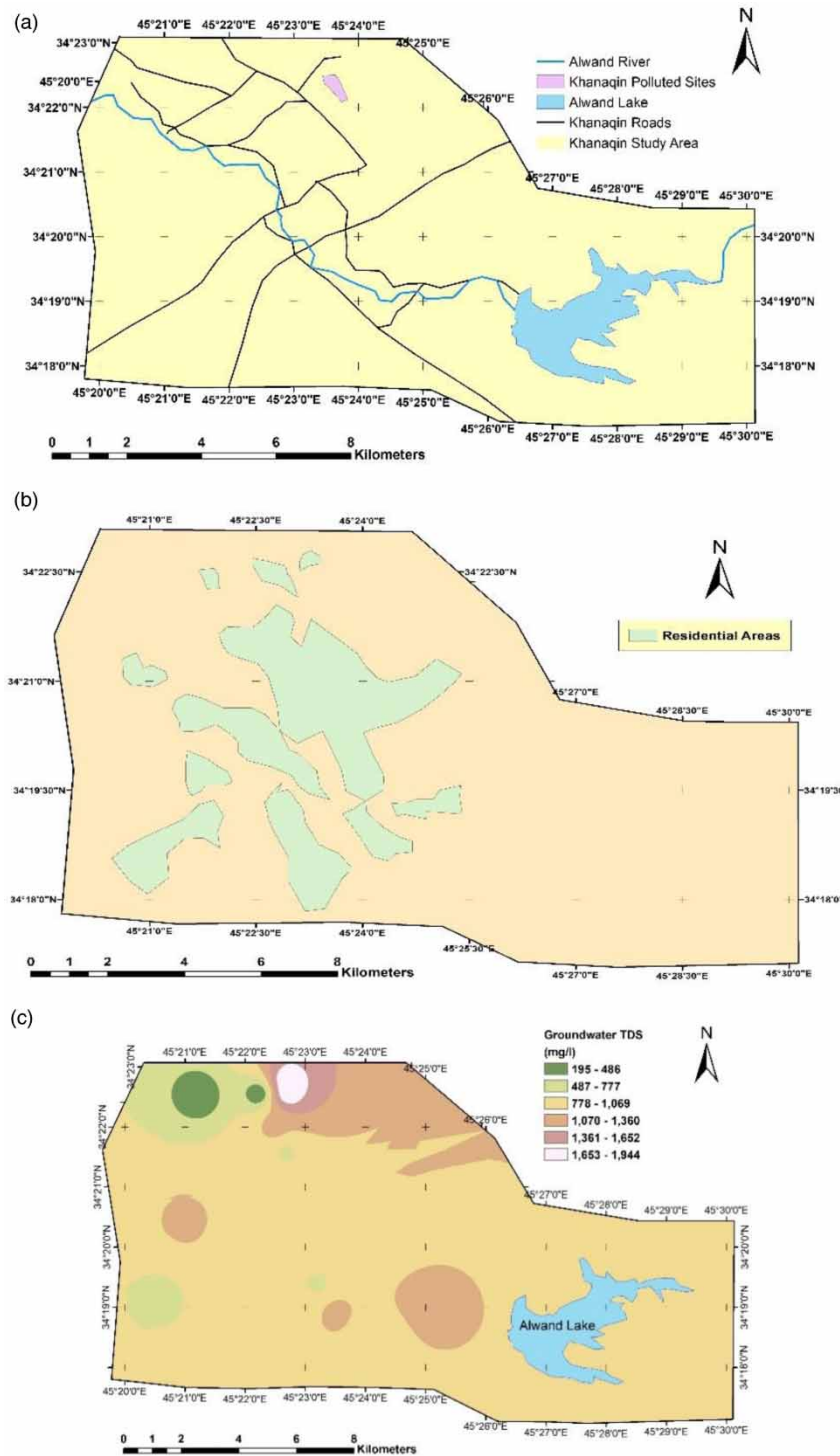 (a)
45°21'0"E 45°22'0"E 45°23'0"E 45°24'0"E
34°23'0"N 45°25'0"E
N
45°20'0"E
34°22'0"N 45°26'0"E
Alwand River
Khanaqin Polluted Sites
Alwand Lake
Khanaqin Roads
Khanaqin Study Area
34°21'0"N 45°27'0"E 45°28'0"E 45°29'0"E 45°30'0"E
34°20'0"N 34°20'0"N
34°19'0"N 34°19'0"N
34°18'0"N 34°18'0"N
45°20'0"E 45°21'0"E 45°22'0"E 45°23'0"E 45°24'0"E 45°25'0"E 45°26'0"E 45°27'0"E 45°28'0"E 45°29'0"E 45°30'0"E
0 1 2 4 6 8
Kilometers
(b)
45°21'0"E 45°22'30"E 45°24'0"E
N
34°22'30"N 34°22'30"N
Residential Areas
34°21'0"N 45°27'0"E 45°28'30"E 45°30'0"E
34°19'30"N 34°19'30"N
34°18'0"N 34°18'0"N
45°21'0"E 45°22'30"E 45°24'0"E 45°25'30"E 45°27'0"E 45°28'30"E 45°30'0"E
0 1 2 4 6 8
Kilometers
(c)
45°21'0"E 45°22'0"E 45°23'0"E 45°24'0"E 45°25'0"E
34°23'0"N
N
Groundwater TDS
(mg/l)
195 - 486
487 - 777
778 - 1,069
1,070 - 1,360
1,361 - 1,652
1,653 - 1,944
34°22'0"N 45°26'0"E
34°21'0"N 45°27'0"E 45°28'0"E 45°29'0"E 45°30'0"E
34°20'0"N 34°20'0"N
34°19'0"N 34°19'0"N
Alwand Lake
34°18'0"N 34°18'0"N
45°20'0"E 45°21'0"E 45°22'0"E 45°23'0"E 45°24'0"E 45°25'0"E 45°26'0"E 45°27'0"E 45°28'0"E 45°29'0"E 45°30'0"E
0 1 2 4 6 8
Kilometers